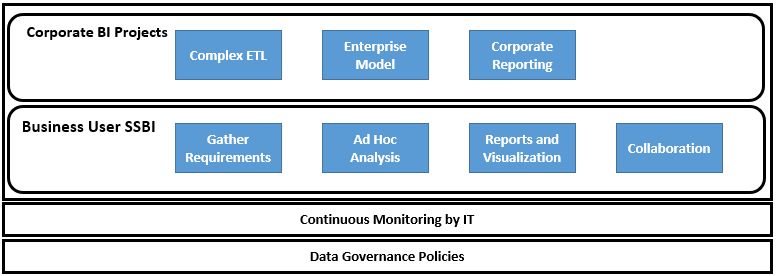 Corporate BI Projects
Complex ETL
Enterprise
Model
Corporate
Reporting
Business User SSBI
Gather
Requirements
Ad Hoc
Analysis
Reports and
Visualization
Collaboration
Continuous Monitoring by IT
Data Governance Policies